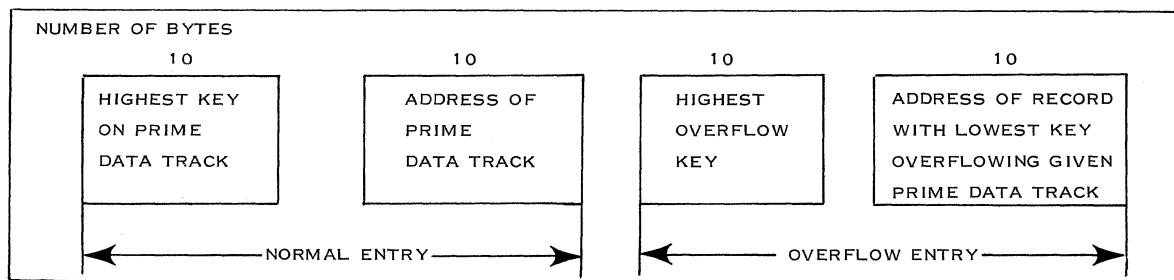 NUMBER OF BYTES
10
10
10
10
HIGHEST KEY
ON PRIME
DATA TRACK
ADDRESS OF
PRIME
DATA TRACK
HIGHEST
OVERFLOW
KEY
ADDRESS OF RECORD
WITH LOWEST KEY
OVERFLOWING GIVEN
PRIME DATA TRACK
NORMAL ENTRY
OVERFLOW ENTRY